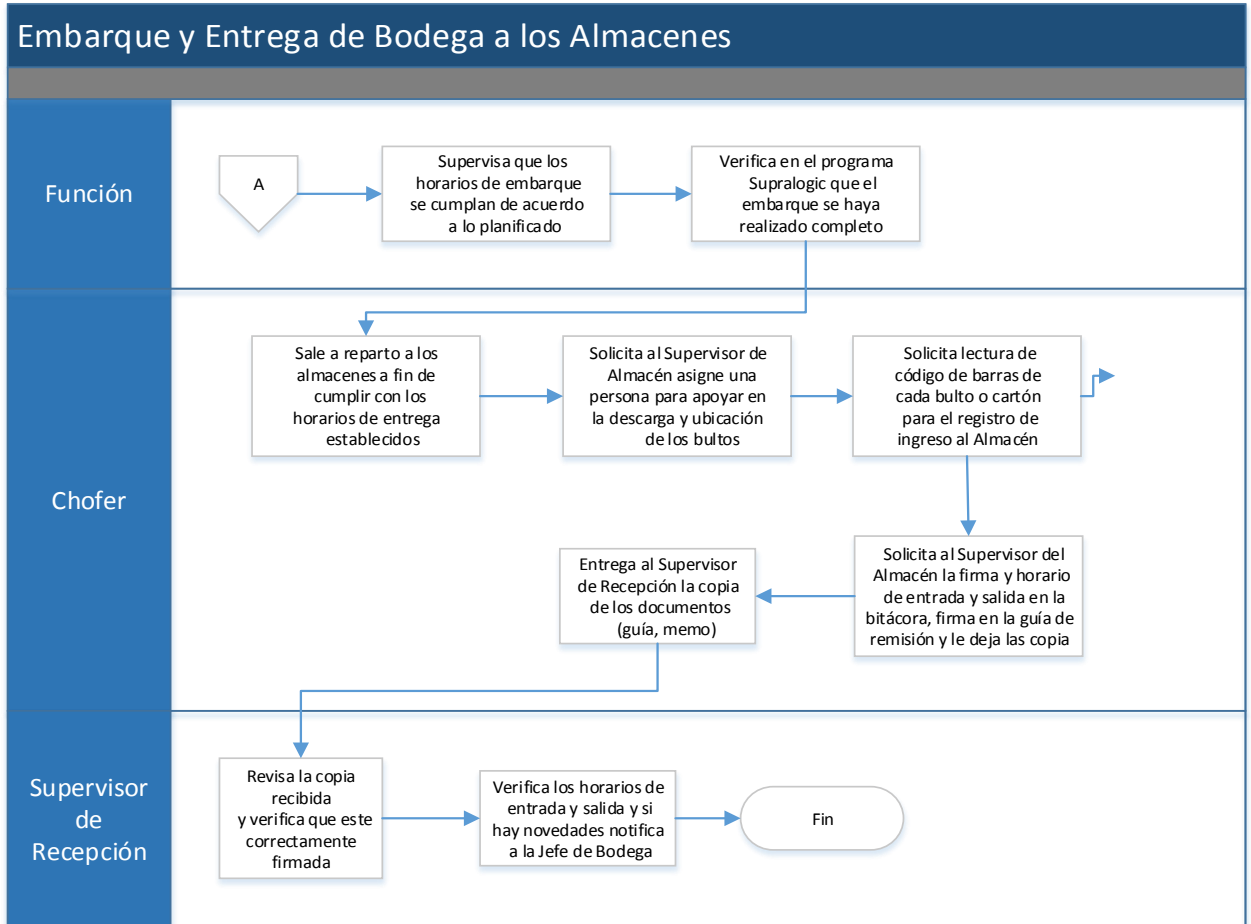 Embarque y Entrega de Bodega a los Almacenes
Función
A
Supervisa que los
horarios de embarque
se cumplan de acuerdo
a lo planificado
Verifica en el programa
Supralogic que el
embarque se haya
realizado completo
Chofer
Sale a reparto a los
almacenes a fin de
cumplir con los
horarios de entrega
establecidos
Solicita al Supervisor de
Almacén asigne una
persona para apoyar en
la descarga y ubicación
de los bultos
Solicita lectura de
código de barras de
cada bulto o cartón
para el registro de
ingreso al Almacén
Solicita al Supervisor del
Almacén la firma y horario
de entrada y salida en la
bitácora, firma en la guía de
remisión y le deja las copia
Entrega al Supervisor
de Recepción la copia
de los documentos
(guía, memo)
Supervisor
de
Recepción
Revisa la copia
recibida
y verifica que este
correctamente
firmada
Verifica los horarios de
entrada y salida y si
hay novedades notifica
a la Jefe de Bodega
Fin